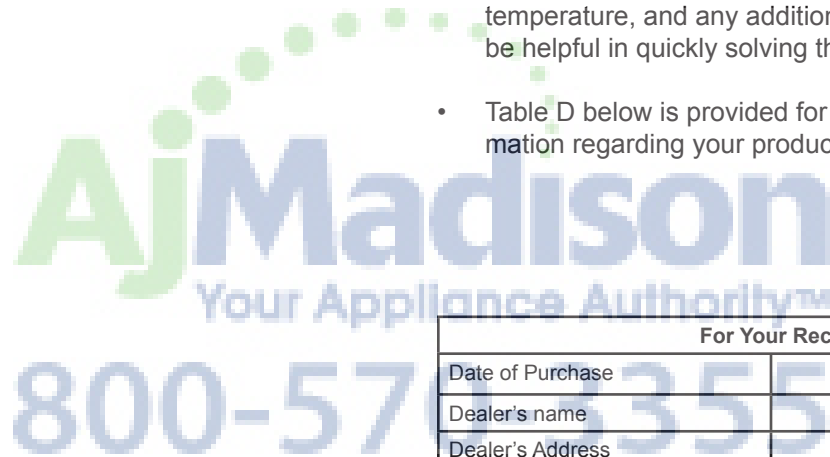 temperature, and any addition
be helpful in quickly solving th
• Table D below is provided for
mation regarding your produc
AjMadison
Your Appliance Authority™
For Your Rec
Date of Purchase
800-570-3355
Dealer's name
Dealer's Address